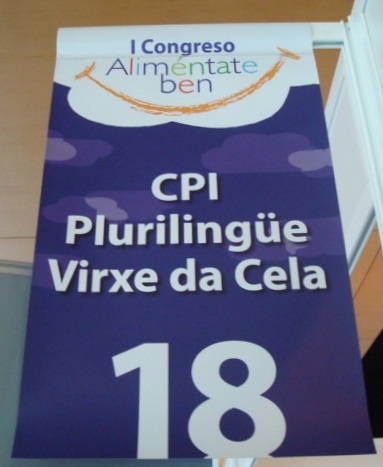 I Congreso
Aliméntate
ben
CPI
Plurilingüe
Virxe da Cela
18